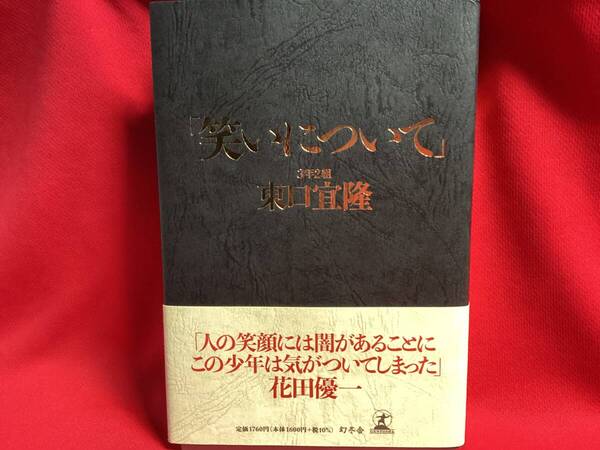 「笑いについて」
3年2組
東口宜隆
「人の笑顔には闇があることに
この少年は気がついてしまった」
花田優一
定価1760円（本体1600円＋税10%） 幻冬舎